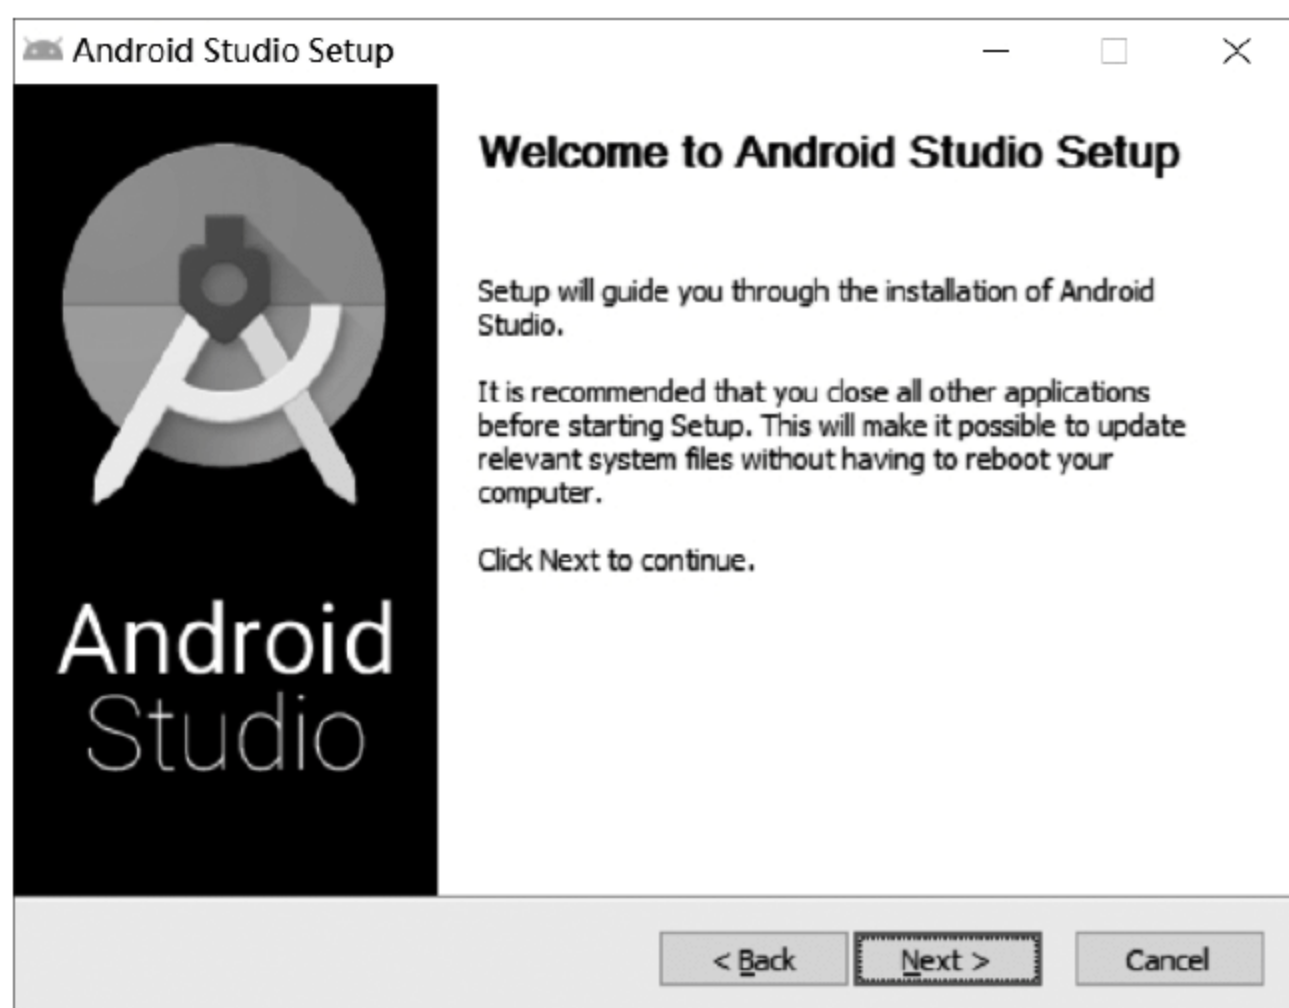 Android Studio Setup
Welcome to Android Studio Setup
Setup will guide you through the installation of Android
Studio.
It is recommended that you close all other applications
before starting Setup. This will make it possible to update
relevant system files without having to reboot your
computer.
Click Next to continue.
Android
Studio
< Back
Next >
Cancel